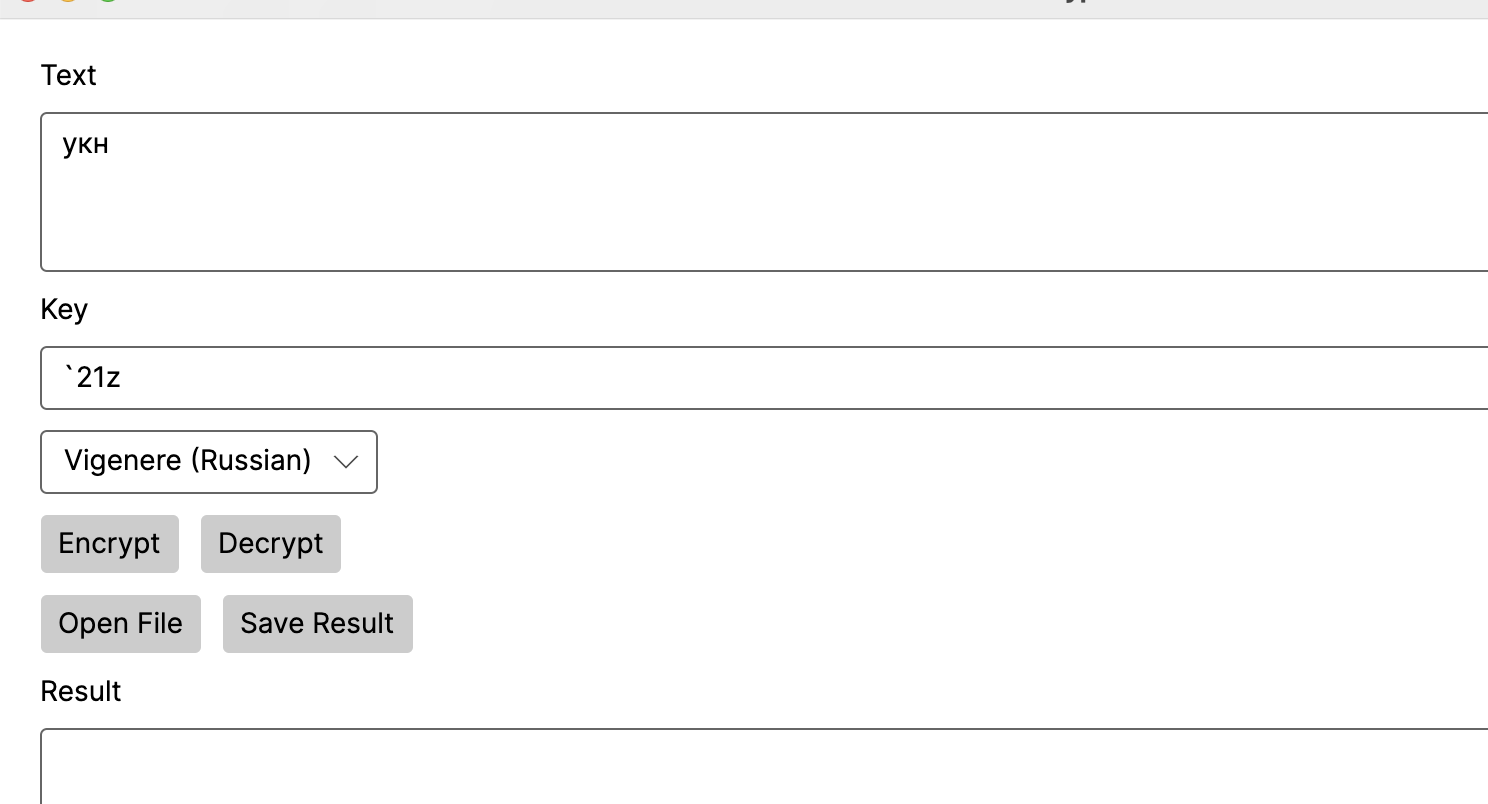 Text
укн
Key
`21z
Vigenere (Russian)
Encrypt
Decrypt
Open File
Save Result
Result